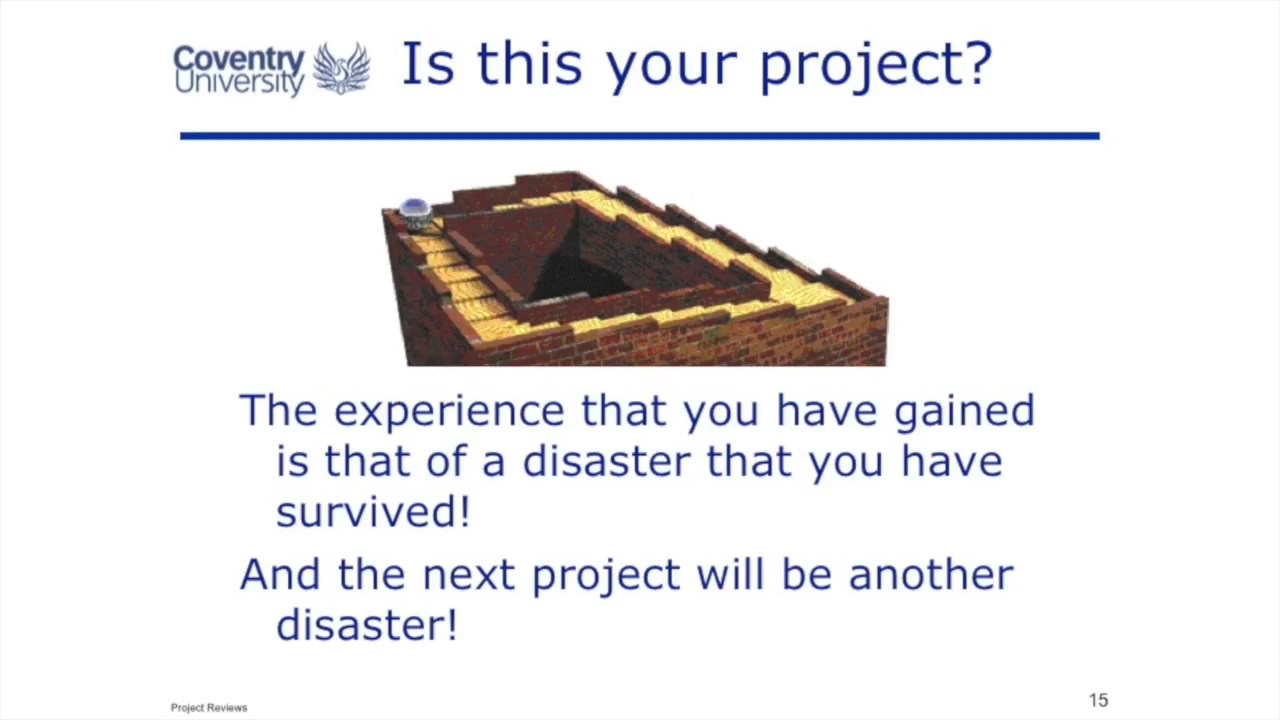 Coventry
University
Is this your project?
The experience that you have gained
is that of a disaster that you have
survived!
And the next project will be another
disaster!
Project Reviews
15